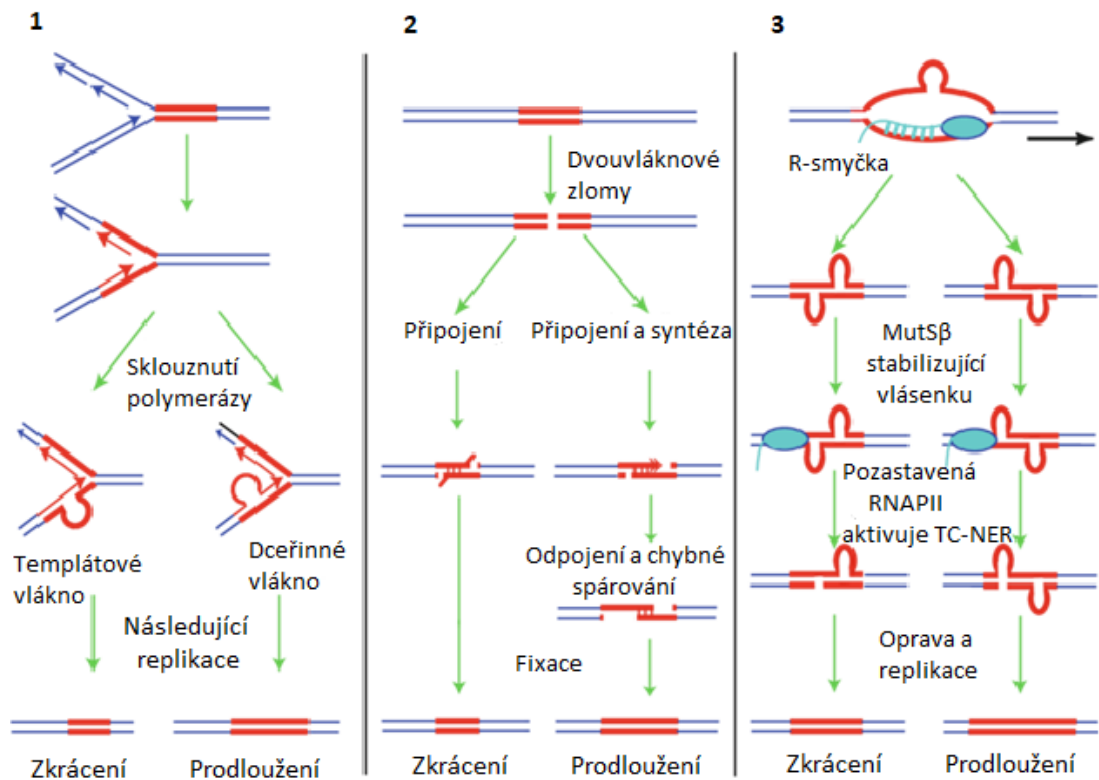 1
Sklouznutí
polymerázy
Templátové
vlákno
Dceřinné
vlákno
Následující
replikace
Zkrácení
Prodloužení
2
Dvouvláknové
zlomy
Připojení
Připojení a syntéza
Odpojení a chybné
spárování
Fixace
Zkrácení
Prodloužení
3
R-smyčka
MutSβ
stabilizující
vlásenku
Pozastavená
RNAPII
aktivuje TC-NER
Oprava a
replikace
Zkrácení
Prodloužení